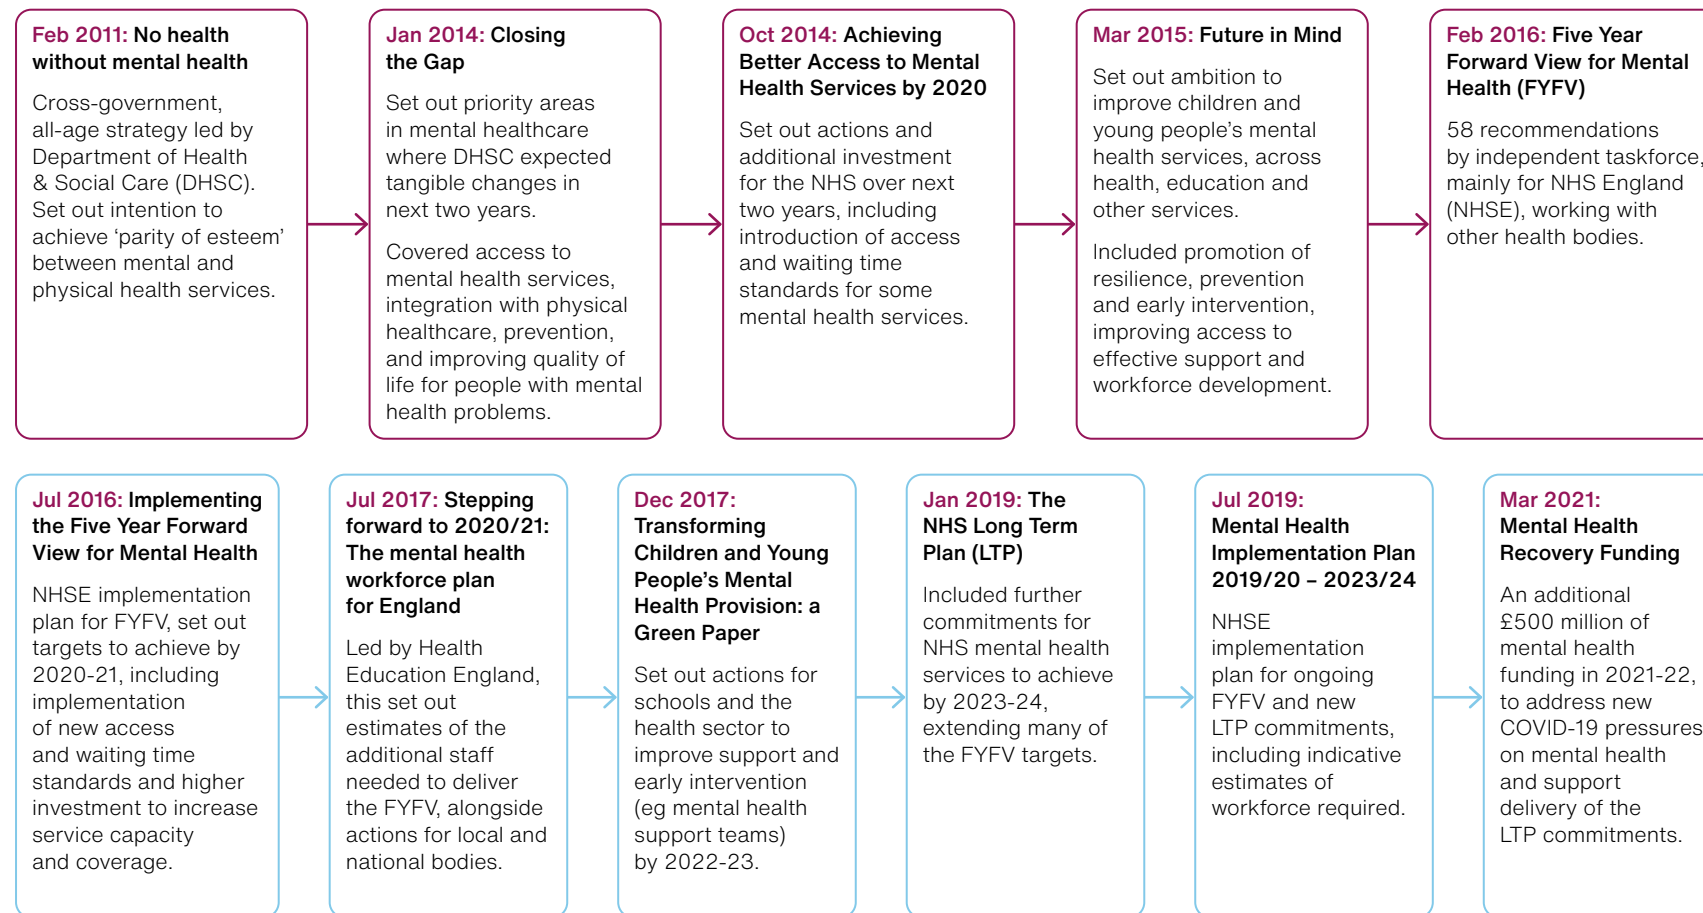 Feb 2011: No health
without mental health
Cross-government,
all-age strategy led by
Department of Health
& Social Care (DHSC).
Set out intention to
achieve ‘parity of esteem’
between mental and
physical health services.
Jan 2014: Closing
the Gap
Set out priority areas
in mental healthcare
where DHSC expected
tangible changes in
next two years.
Covered access to
mental health services,
integration with physical
healthcare, prevention,
and improving quality of
life for people with mental
health problems.
Oct 2014: Achieving
Better Access to Mental
Health Services by 2020
Set out actions and
additional investment
for the NHS over next
two years, including
introduction of access
and waiting time
standards for some
mental health services.
Mar 2015: Future in Mind
Set out ambition to
improve children and
young people’s mental
health services, across
health, education and
other services.
Included promotion of
resilience, prevention
and early intervention,
improving access to
effective support and
workforce development.
Feb 2016: Five Year
Forward View for Mental
Health (FYFV)
58 recommendations
by independent taskforce,
mainly for NHS England
(NHSE), working with
other health bodies.
Jul 2016: Implementing
the Five Year Forward
View for Mental Health
NHSE implementation
plan for FYFV, set out
targets to achieve by
2020-21, including
implementation
of new access
and waiting time
standards and higher
investment to increase
service capacity
and coverage.
Jul 2017: Stepping
forward to 2020/21:
The mental health
workforce plan
for England
Led by Health
Education England,
this set out
estimates of the
additional staff
needed to deliver
the FYFV, alongside
actions for local and
national bodies.
Dec 2017:
Transforming
Children and Young
People’s Mental
Health Provision: a
Green Paper
Set out actions for
schools and the
health sector to
improve support and
early intervention
(eg mental health
support teams)
by 2022-23.
Jan 2019: The
NHS Long Term
Plan (LTP)
Included further
commitments for
NHS mental health
services to achieve
by 2023-24,
extending many of
the FYFV targets.
Jul 2019:
Mental Health
Implementation Plan
2019/20 – 2023/24
NHSE
implementation
plan for ongoing
FYFV and new
LTP commitments,
including indicative
estimates of
workforce required.
Mar 2021:
Mental Health
Recovery Funding
An additional
£500 million of
mental health
funding in 2021-22,
to address new
COVID-19 pressures
on mental health
and support
delivery of the
LTP commitments.